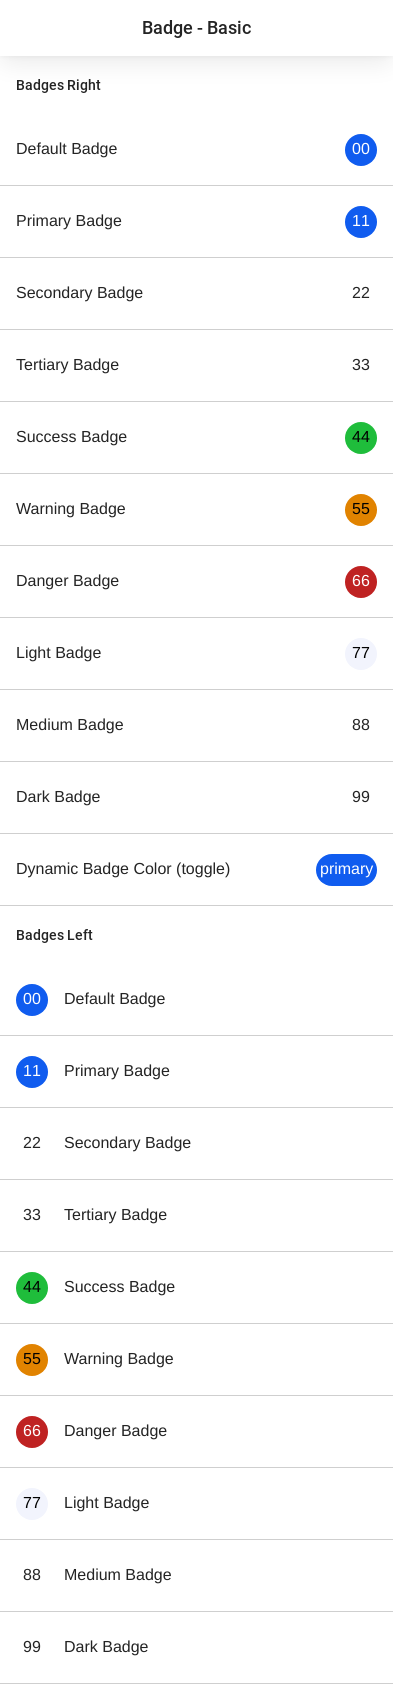 Badge - Basic
Badges Right
Default Badge 00
Primary Badge 11
Secondary Badge 22
Tertiary Badge 33
Success Badge 44
Warning Badge 55
Danger Badge 66
Light Badge 77
Medium Badge 88
Dark Badge 99
Dynamic Badge Color (toggle) primary
Badges Left
00 Default Badge
11 Primary Badge
22 Secondary Badge
33 Tertiary Badge
44 Success Badge
55 Warning Badge
66 Danger Badge
77 Light Badge
88 Medium Badge
99 Dark Badge